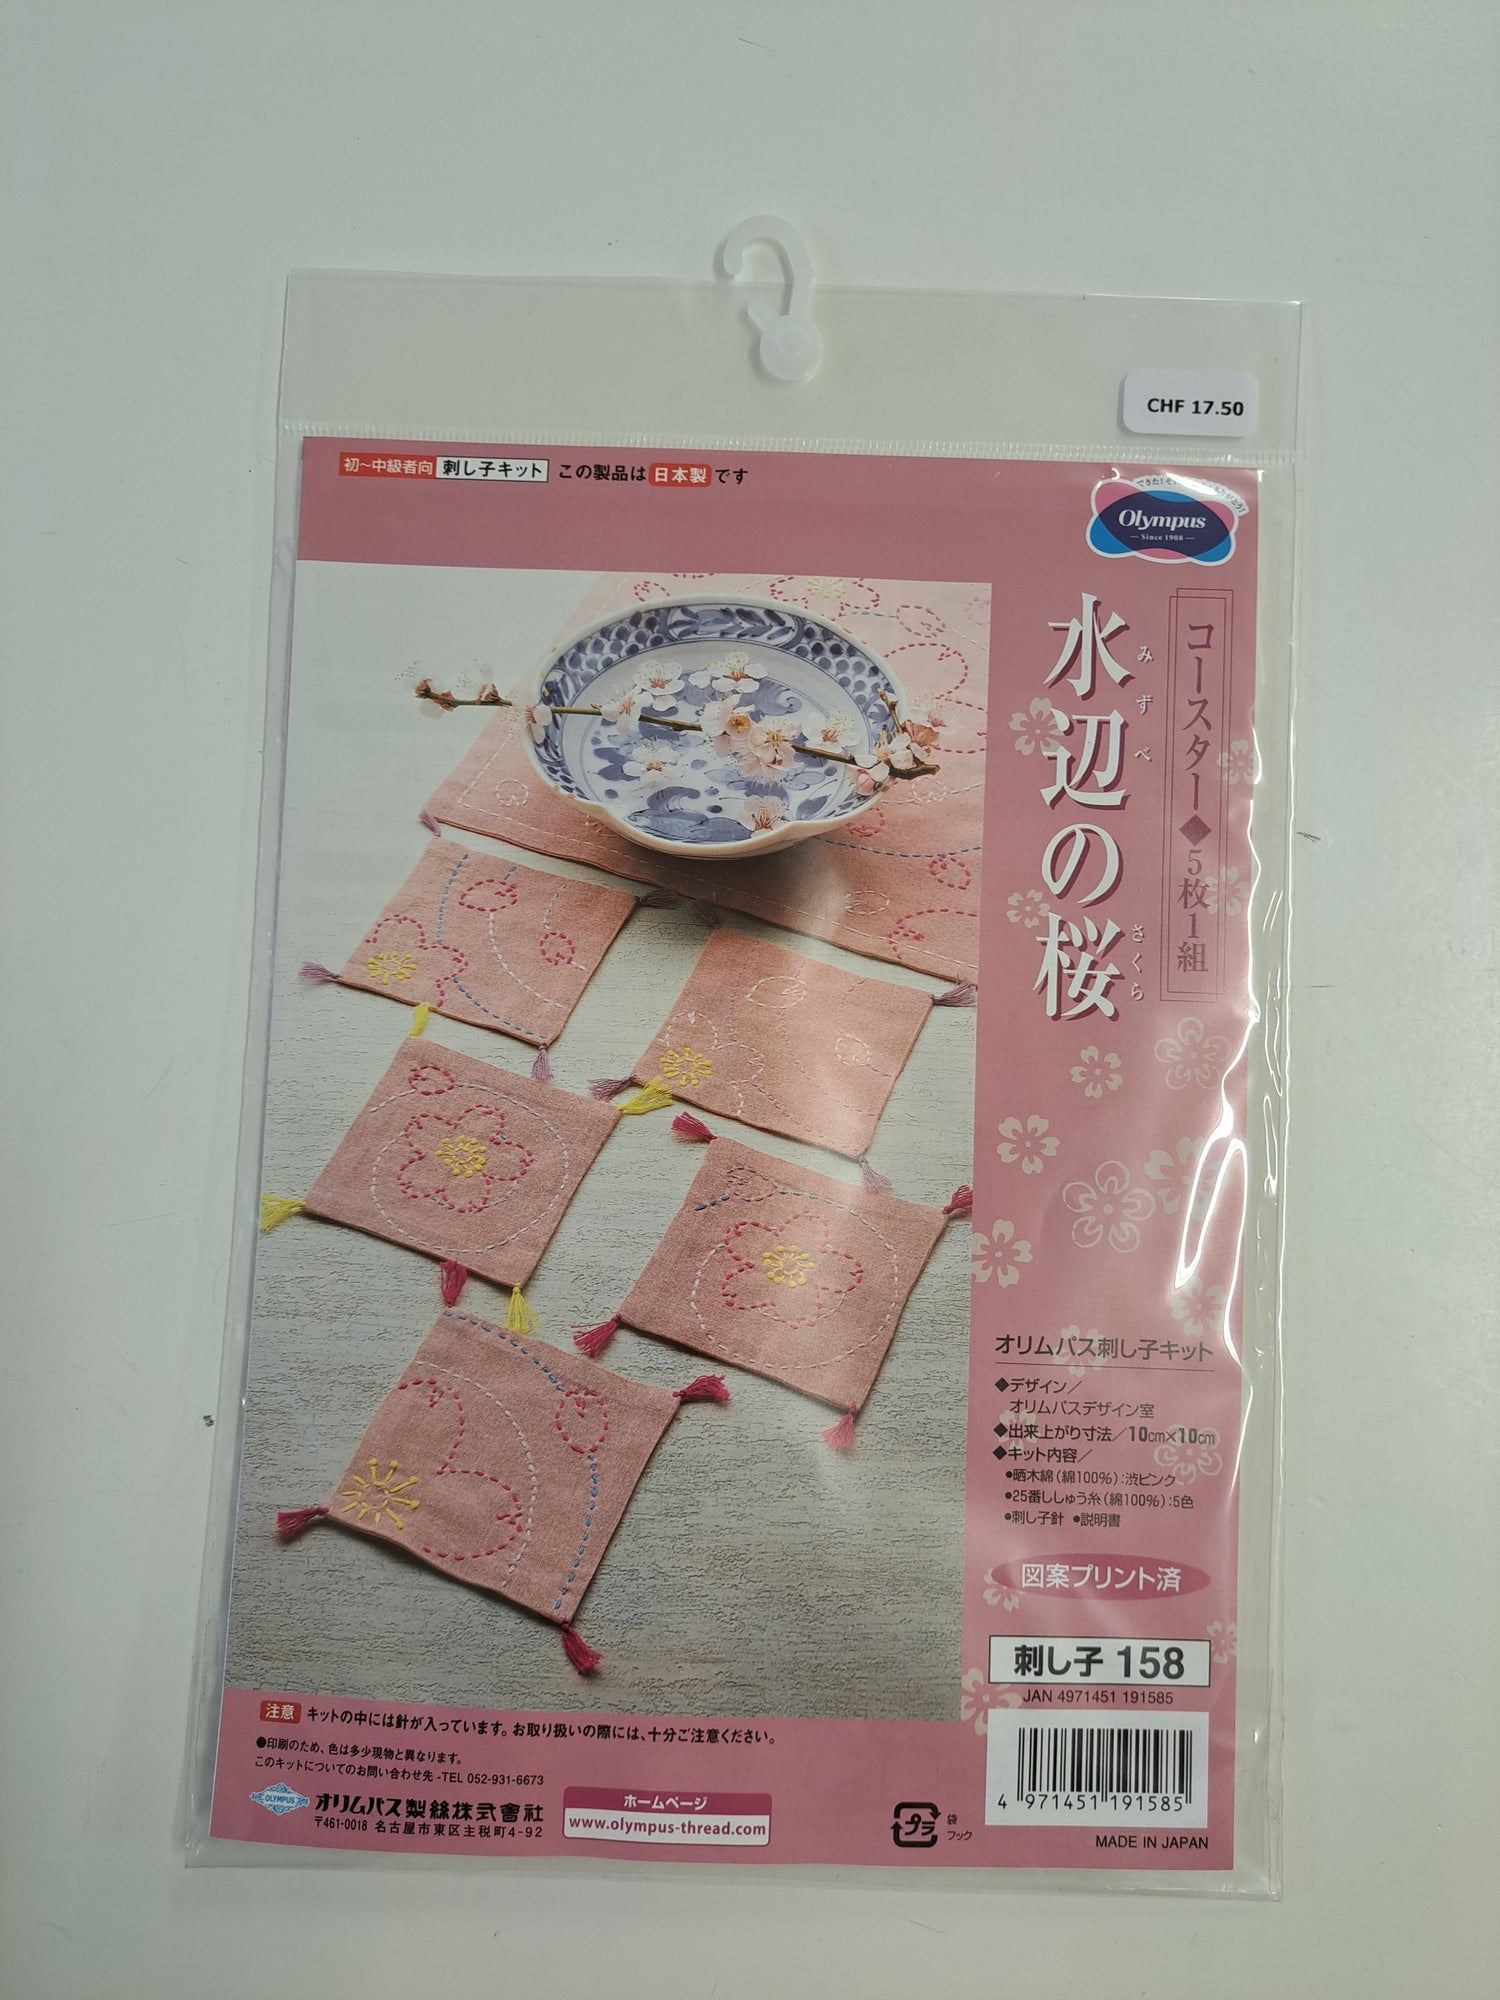 CHF 17.50
初～中級者向 刺し子キット この製品は 日本製 です
Olympus
— Since 1908 —
コースター◆5枚1組
水辺の桜
みずべ
さくら
オリムパス刺し子キット
◆デザイン／
オリムパスデザイン室
◆出来上がり寸法／10cm×10cm
◆キット内容／
●晒木綿(綿100%):渋ピンク
●25番ししゅう糸(綿100%):5色
●刺し子針 ●説明書
図案プリント済
刺し子 158
JAN 4971451 191585
4 971451 191585
MADE IN JAPAN
注意 キットの中には針が入っています。お取り扱いの際には、十分ご注意ください。
●印刷のため、色は多少現物と異なります。
このキットについてのお問い合わせ先 -TEL 052-931-6673
OLYMPUS オリムパス製絲株式會社
〒461-0018 名古屋市東区主税町4-92
ホームページ
www.olympus-thread.com
プラ
袋
フック